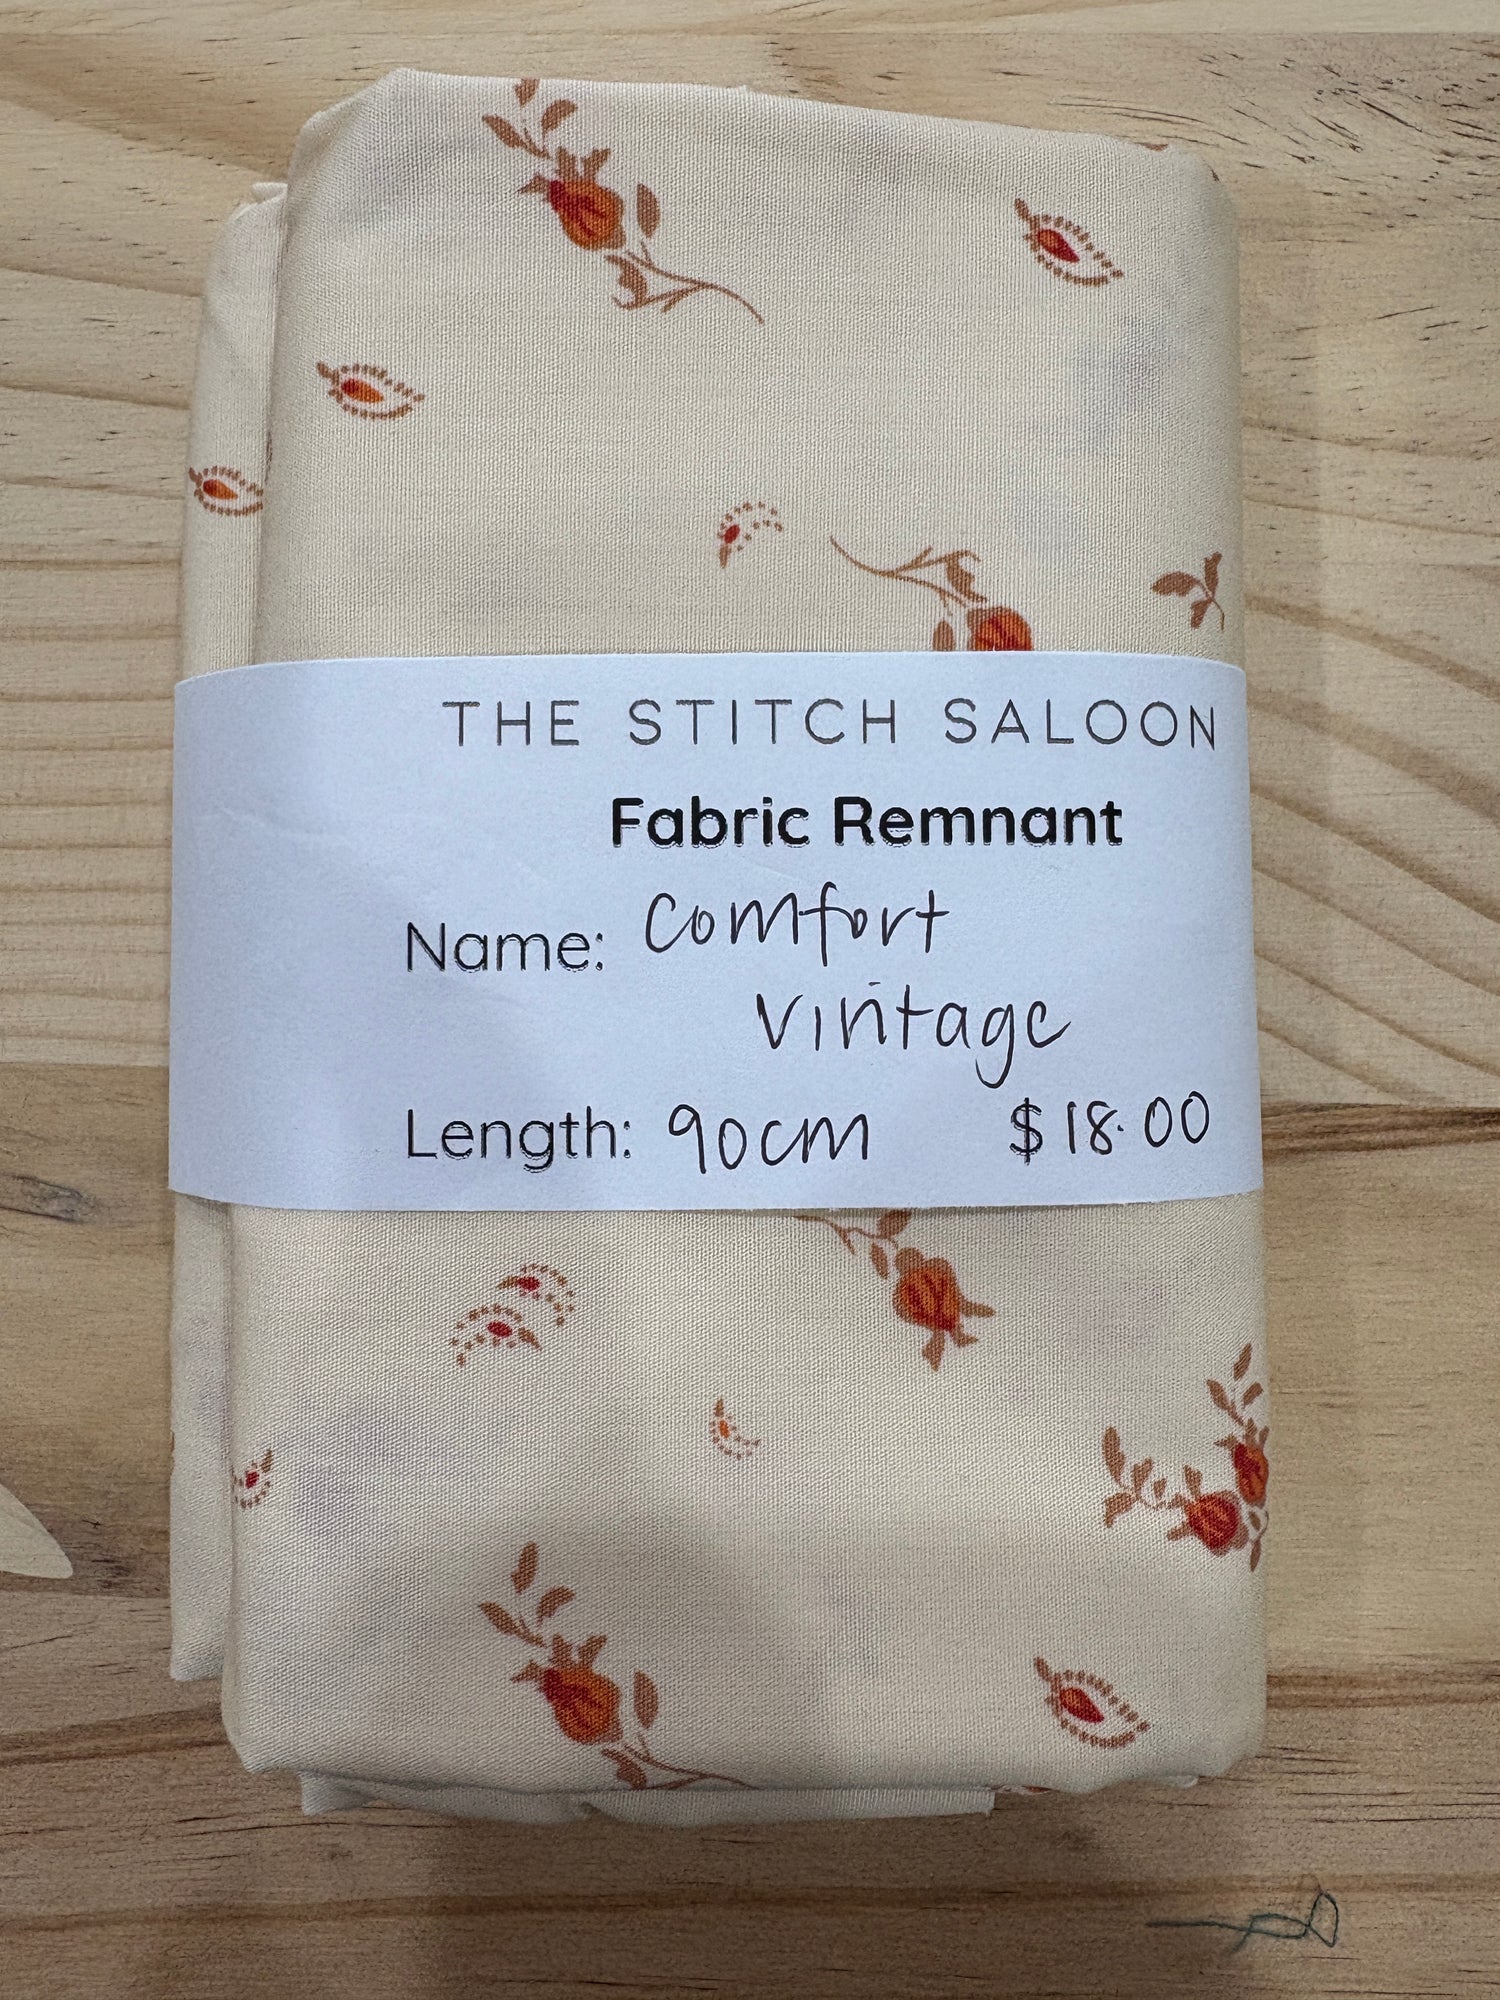 THE STITCH SALOON
Fabric Remnant
Name: Comfort
Vintage
Length: 90cm $18.00